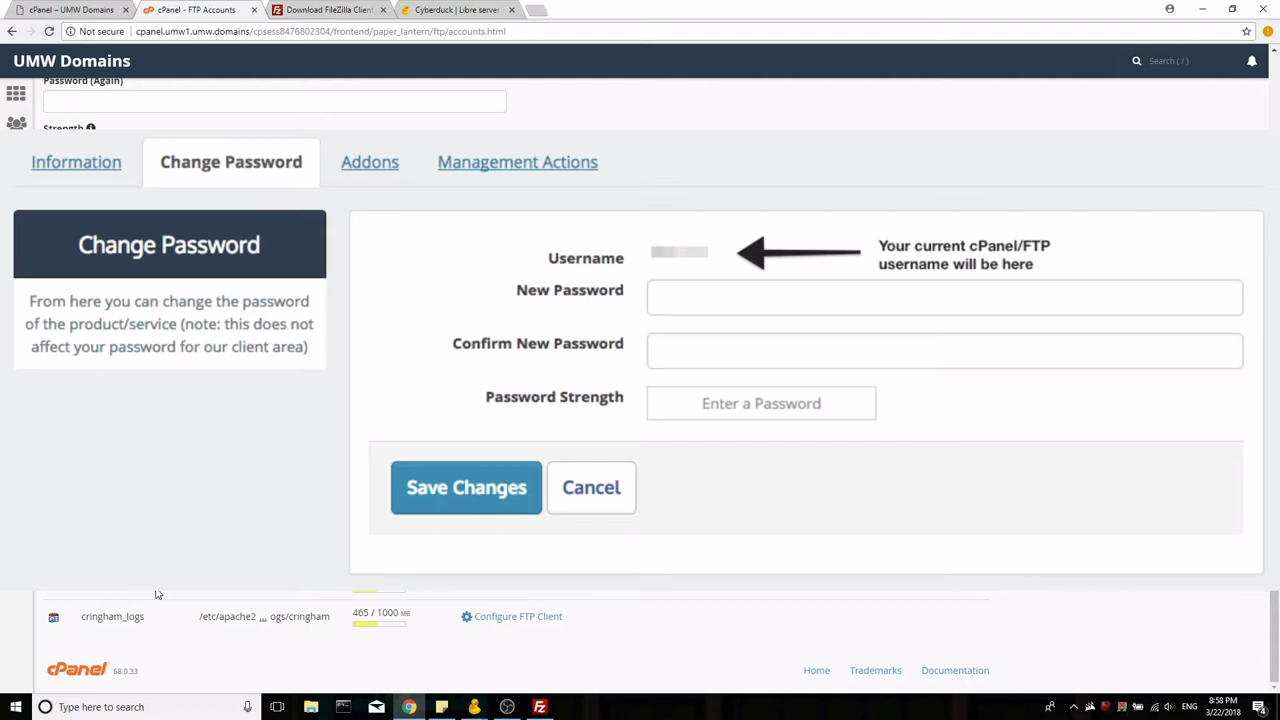 cPanel – UMW Domains
cPanel - FTP Accounts
Download FileZilla Client
Cyberduck | Libre server
Not secure
cpanel.umw1.umw.domains/cpsess8476802304/frontend/paper_lantern/ftp/accounts.html
UMW Domains
Search ( / )
Password (Again)
Strength
Information
Change Password
Addons
Management Actions
Change Password
From here you can change the password
of the product/service (note: this does not
affect your password for our client area)
Username
Your current cPanel/FTP
username will be here
New Password
Confirm New Password
Password Strength
Enter a Password
Save Changes
Cancel
cringham_logs
/etc/apache2 ... ogs/cringham
465 / 1000 MB
Configure FTP Client
cPanel 68.0.33
Home
Trademarks
Documentation
Type here to search
ENG
8:58 PM
3/22/2018
4